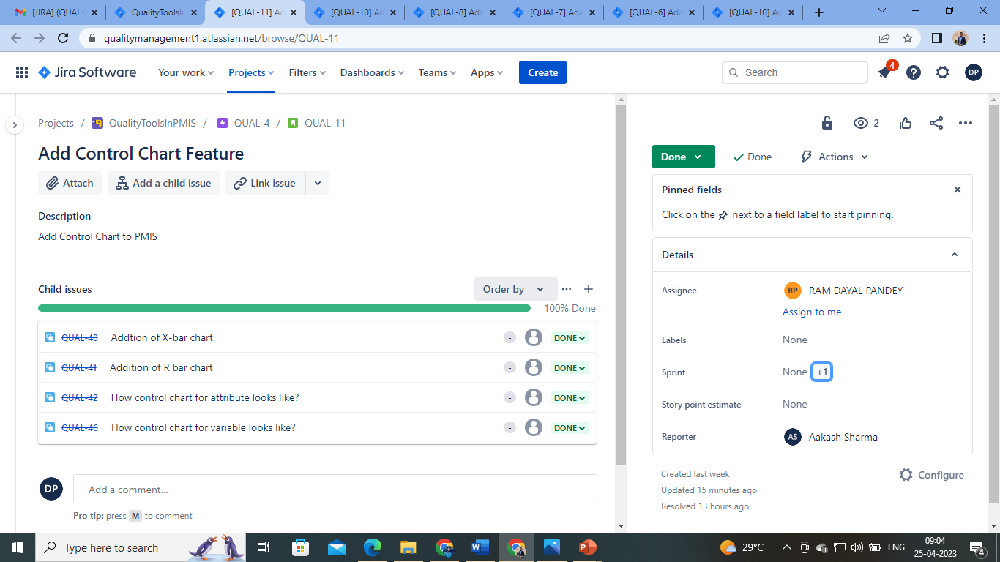 [JIRA] (QUAL-
QualityToolsIn
[QUAL-11] Ad
[QUAL-10] Ad
[QUAL-8] Add
[QUAL-7] Add
[QUAL-6] Add
[QUAL-10] Ad
qualitymanagement1.atlassian.net/browse/QUAL-11
Jira Software
Your work
Projects
Filters
Dashboards
Teams
Apps
Create
Search
4
DP
Projects / QualityToolsInPMIS / QUAL-4 / QUAL-11
2
Add Control Chart Feature
Done
Done
Actions
Attach
Add a child issue
Link issue
Pinned fields
Click on the next to a field label to start pinning.
Description
Add Control Chart to PMIS
Details
Child issues
Order by
100% Done
QUAL-40 Addtion of X-bar chart - DONE
QUAL-41 Addition of R bar chart - DONE
QUAL-42 How control chart for attribute looks like? - DONE
QUAL-46 How control chart for variable looks like? - DONE
Assignee RP RAM DAYAL PANDEY
Assign to me
Labels None
Sprint None +1
Story point estimate None
Reporter AS Aakash Sharma
DP Add a comment...
Pro tip: press M to comment
Created last week
Updated 15 minutes ago
Resolved 13 hours ago
Configure
Type here to search
29°C
ENG
09:04
25-04-2023
4